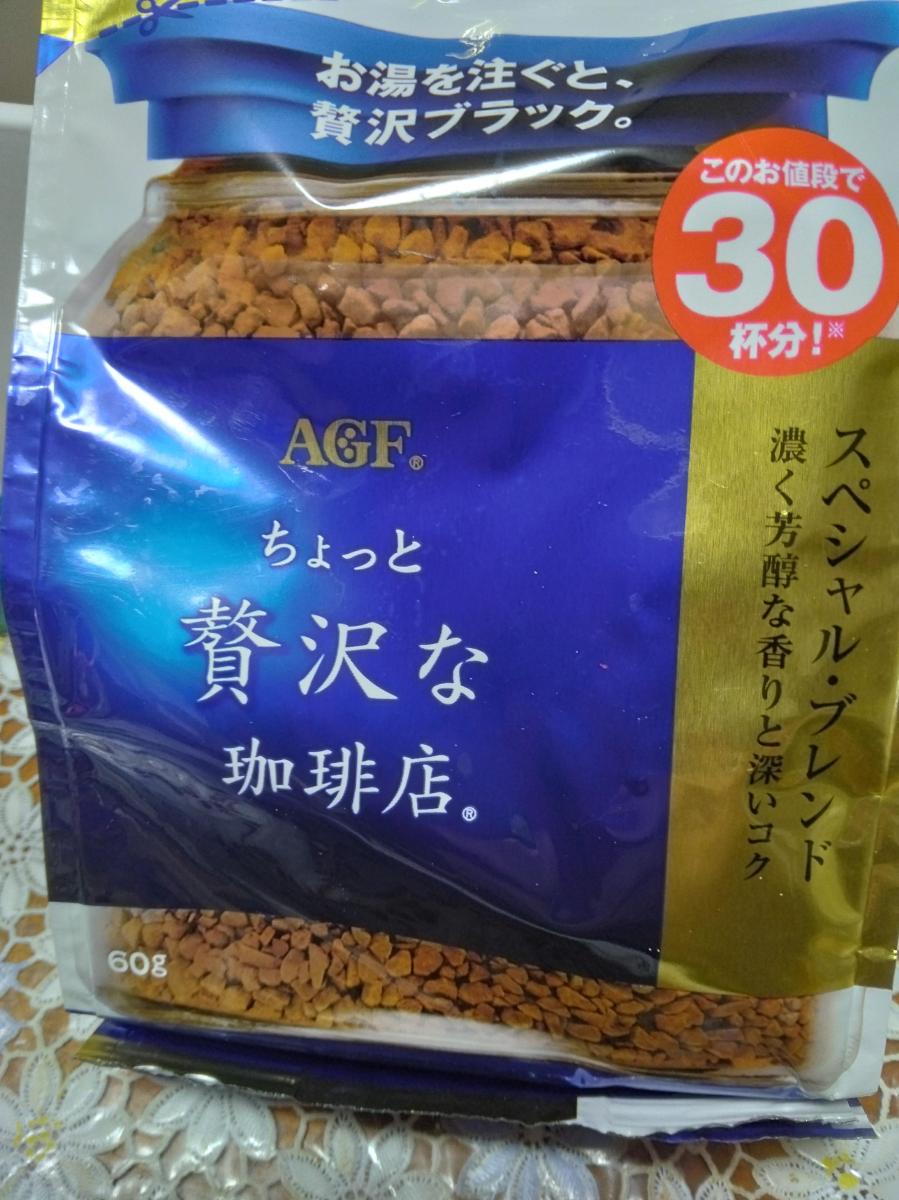 お湯を注ぐと、
贅沢ブラック。
このお値段で
30
杯分!※
AGF®
ちょっと
贅沢な
珈琲店®
スペシャル・ブレンド
濃く芳醇な香りと深いコク
60g